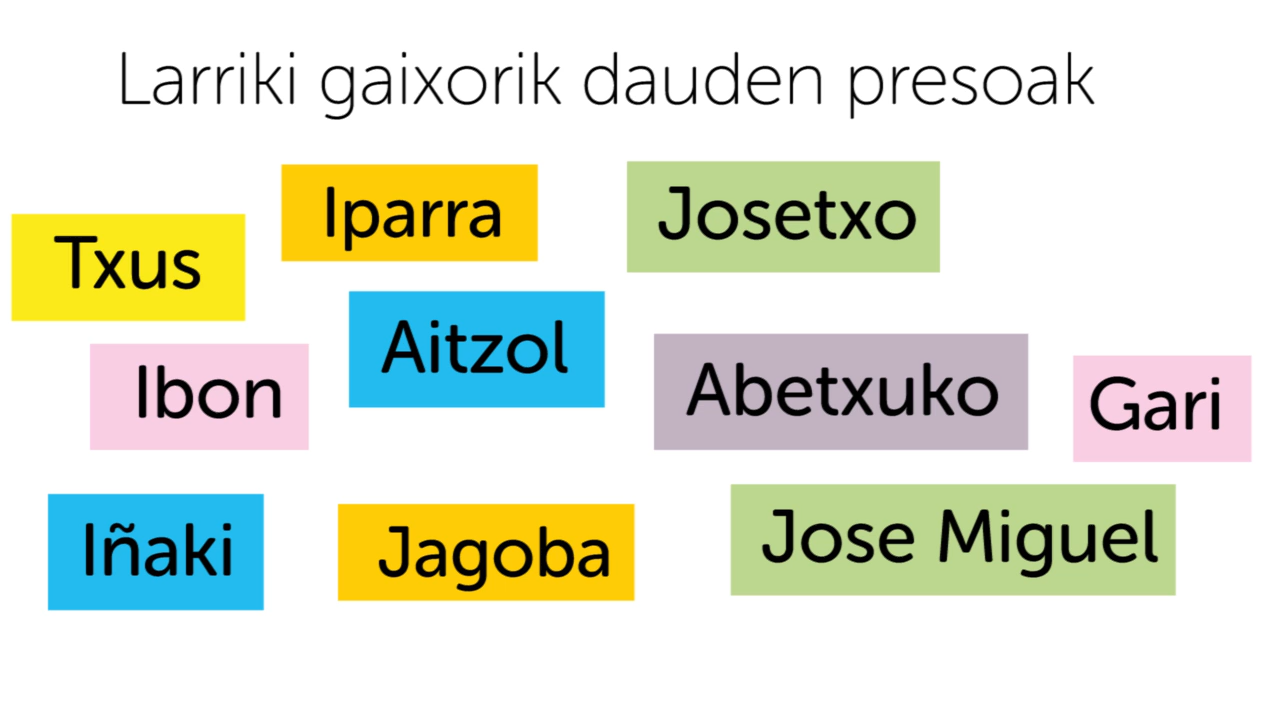 Larriki gaixorik dauden presoak
Iparra
Josetxo
Txus
Aitzol
Ibon
Abetxuko
Gari
Iñaki
Jagoba
Jose Miguel